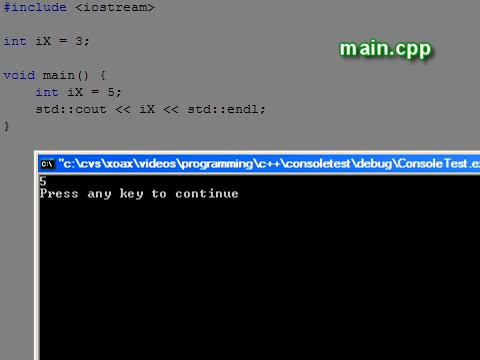 #include <iostream>
int iX = 3;
main.cpp
void main() {
    int iX = 5;
    std::cout << iX << std::endl;
}
C:\ "c:\cvs\xoax\videos\programming\c++\consoletest\debug\ConsoleTest.ex
5
Press any key to continue